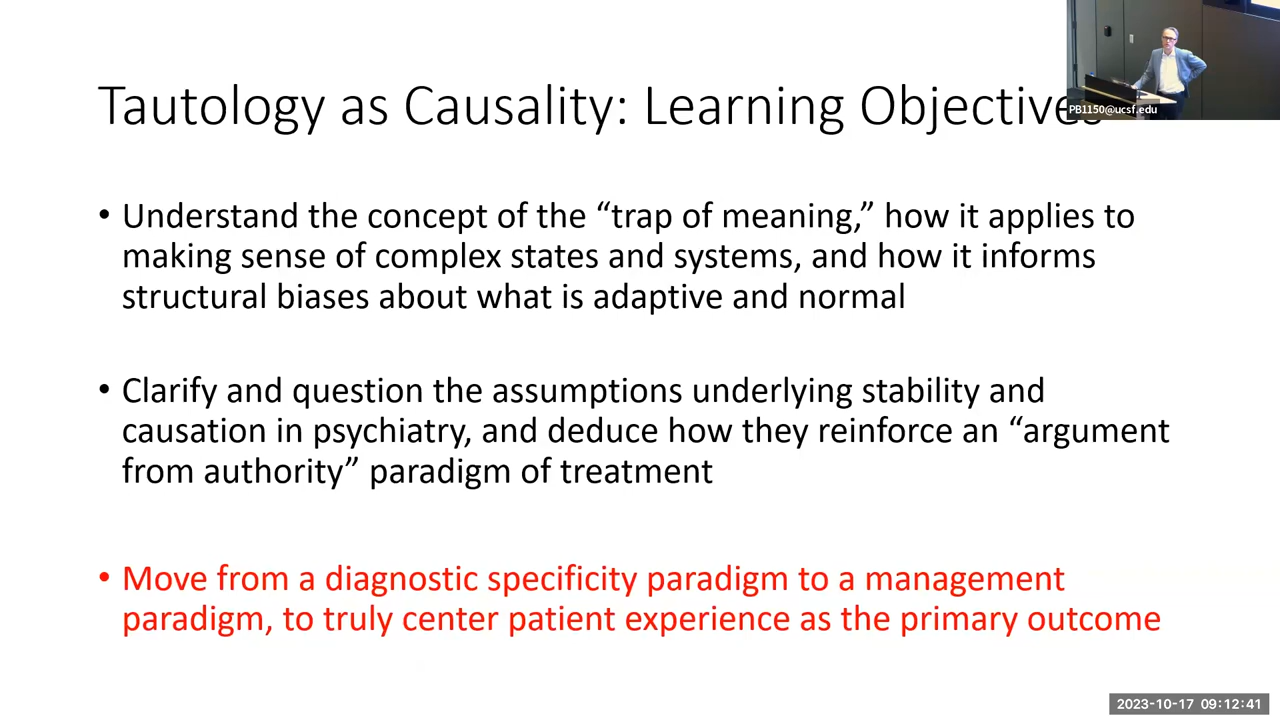 Tautology as Causality: Learning Objectives
PB1150@ucsf.edu
• Understand the concept of the “trap of meaning,” how it applies to
making sense of complex states and systems, and how it informs
structural biases about what is adaptive and normal
• Clarify and question the assumptions underlying stability and
causation in psychiatry, and deduce how they reinforce an “argument
from authority” paradigm of treatment
• Move from a diagnostic specificity paradigm to a management
paradigm, to truly center patient experience as the primary outcome
2023-10-17 09:12:41